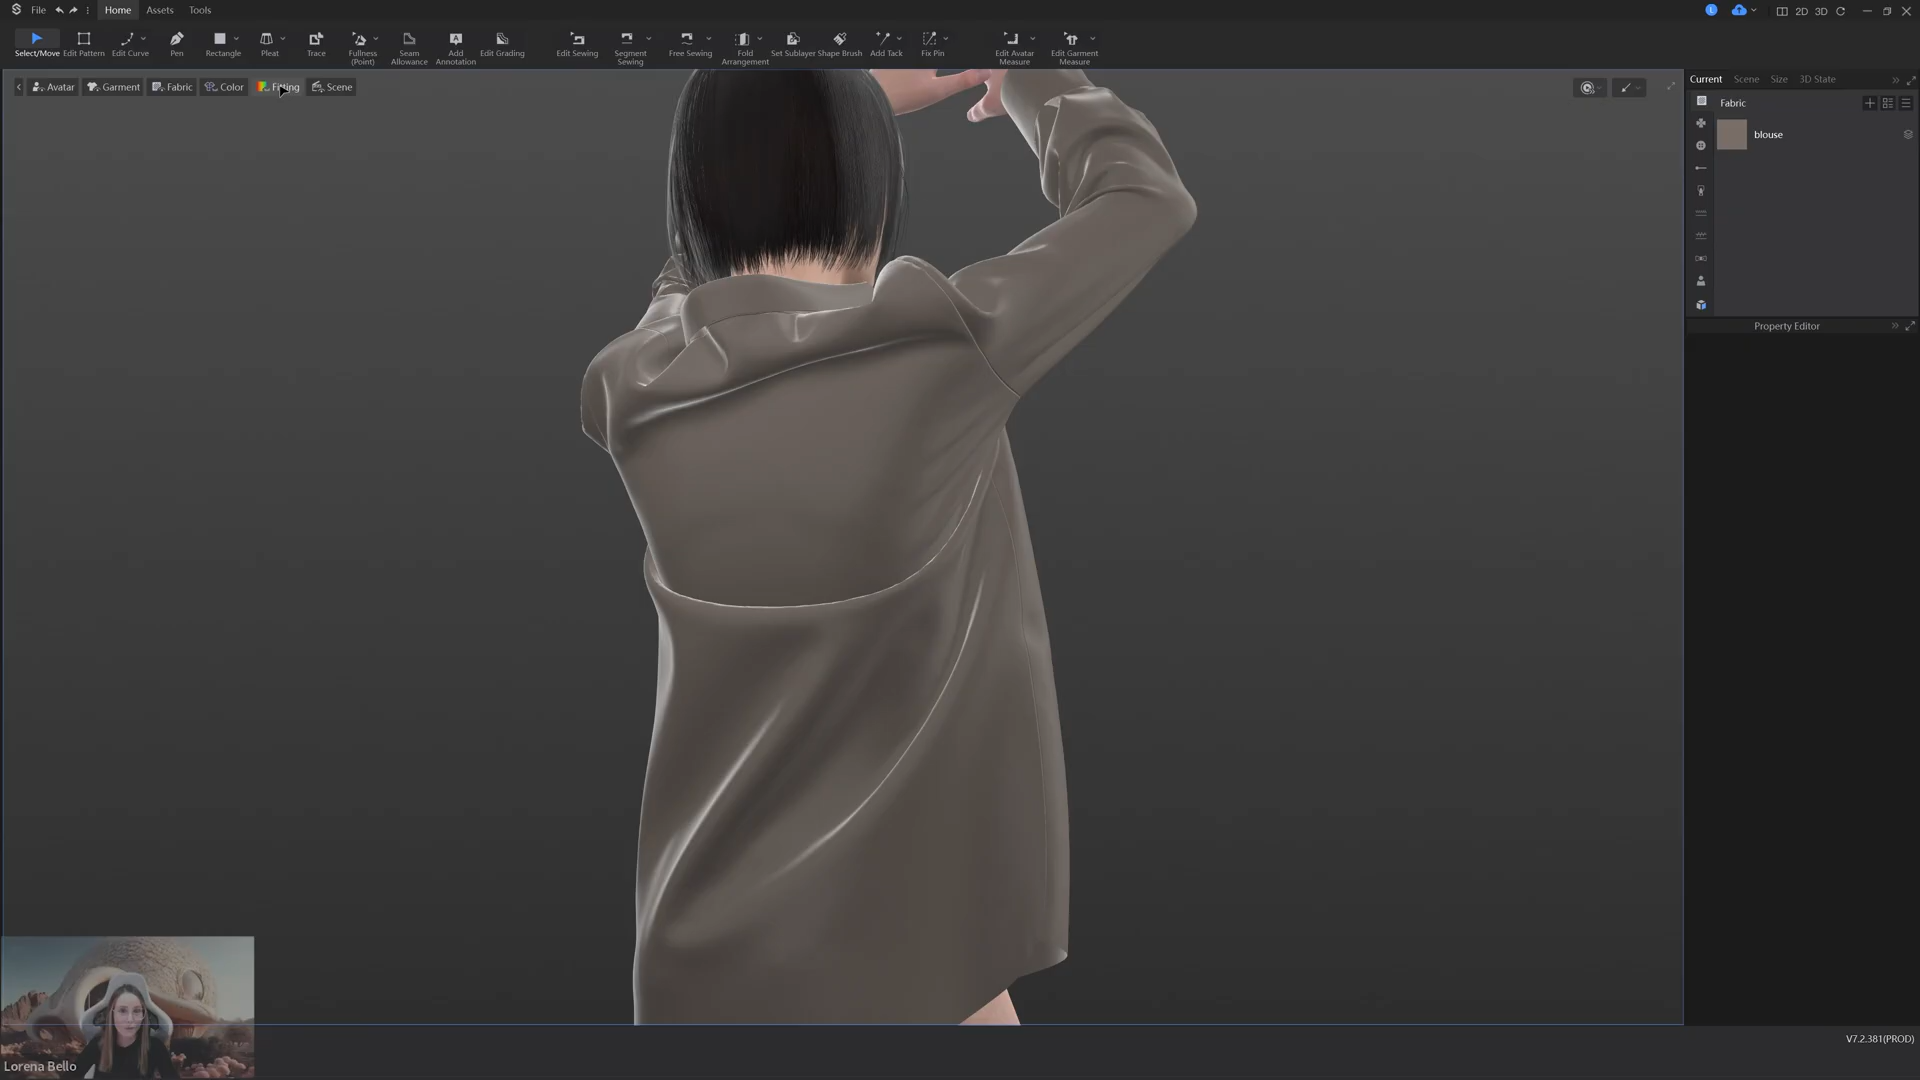 File
Home
Assets
Tools
2D
3D
Select/Move
Edit Pattern
Edit Curve
Pen
Rectangle
Pleat
Trace
Fullness
(Point)
Seam
Allowance
Add
Annotation
Edit Grading
Edit Sewing
Segment
Sewing
Free Sewing
Fold
Arrangement
Set Sublayer
Shape Brush
Add Tack
Fix Pin
Edit Avatar
Measure
Edit Garment
Measure
Avatar
Garment
Fabric
Color
Scene
Current
Scene
Size
3D State
Fabric
blouse
Property Editor
Lorena Bello
V7.2.381(PROD)